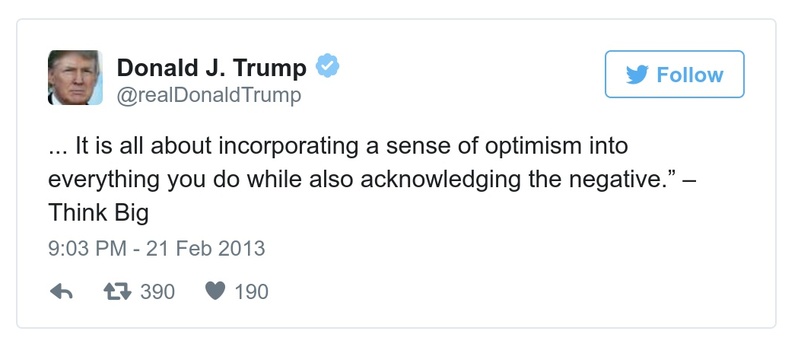 Donald J. Trump
@realDonaldTrump
Follow
... It is all about incorporating a sense of optimism into
everything you do while also acknowledging the negative.” –
Think Big
9:03 PM - 21 Feb 2013
390 190